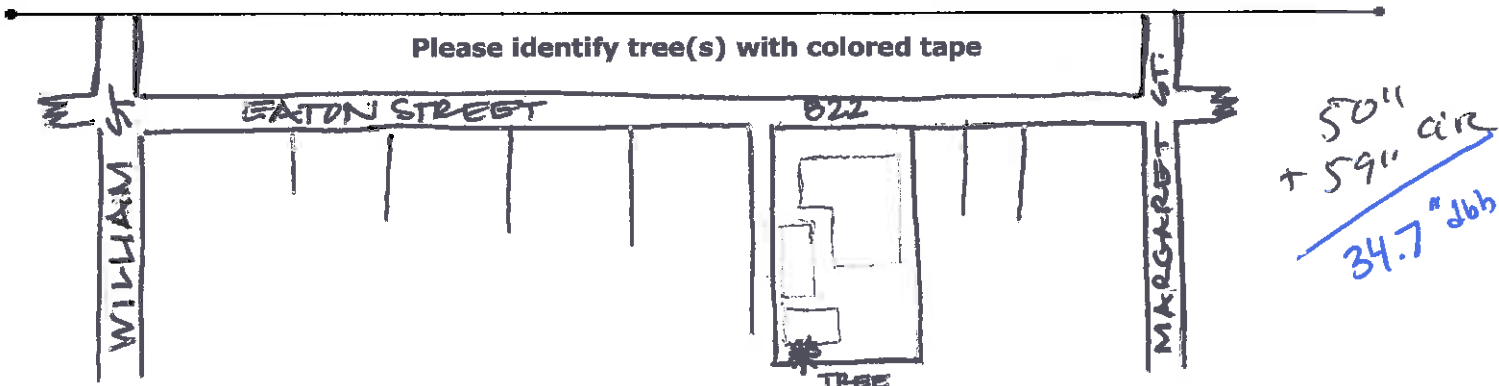 Please identify tree(s) with colored tape
EATON STREET
822
WILLIAM ST
MARGARET ST.
TREE
50"
+ 59" cir
34.7" dbh